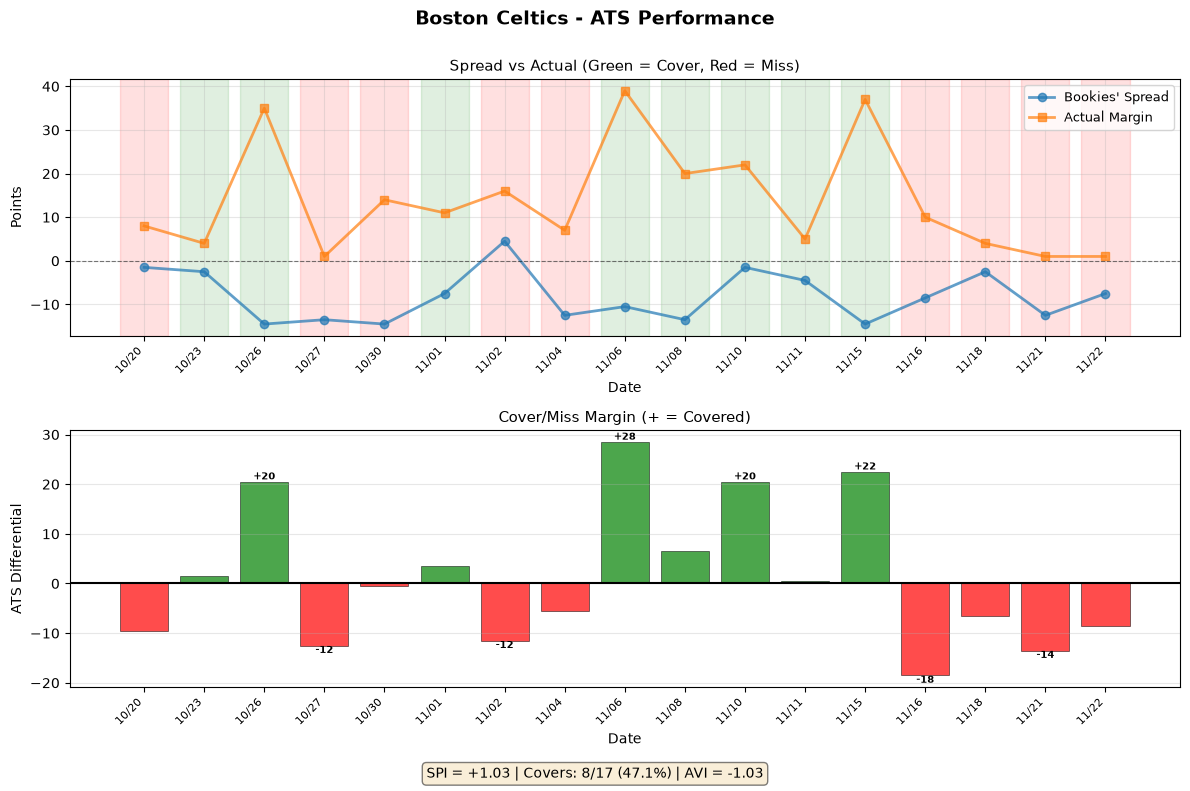 Boston Celtics - ATS Performance
Spread vs Actual (Green = Cover, Red = Miss)
Points
40
30
20
10
0
−10
Bookies' Spread
Actual Margin
10/20 10/23 10/26 10/27 10/30 11/01 11/02 11/04 11/06 11/08 11/10 11/11 11/15 11/16 11/18 11/21 11/22
Date
Cover/Miss Margin (+ = Covered)
ATS Differential
30
20
10
0
−10
−20
+20 -12 -12 +28 +20 +22 -18 -14
10/20 10/23 10/26 10/27 10/30 11/01 11/02 11/04 11/06 11/08 11/10 11/11 11/15 11/16 11/18 11/21 11/22
Date
SPI = +1.03 | Covers: 8/17 (47.1%) | AVI = -1.03